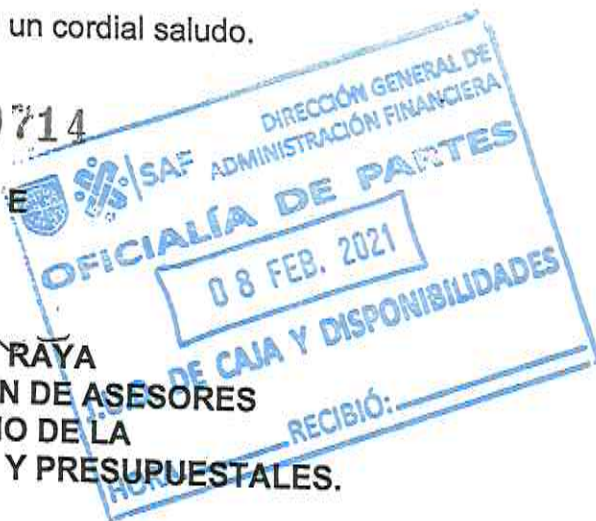 un cordial saludo.
714
E
DIRECCIÓN GENERAL DE
ADMINISTRACIÓN FINANCIERA
SAF
OFICIALÍA DE PARTES
08 FEB. 2021
J.U.D. DE CAJA Y DISPONIBILIDADES
HORA: RECIBIÓ:
RAYA
N DE ASESORES
IO DE LA
Y PRESUPUESTALES.